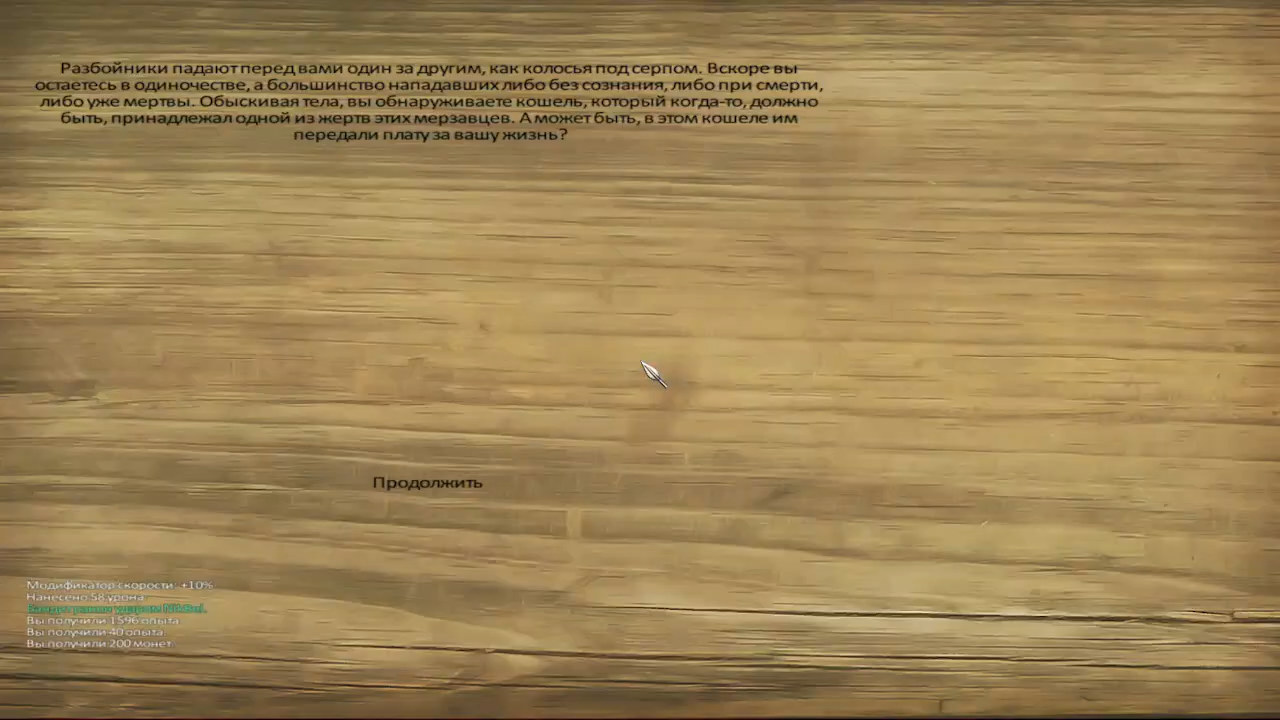 Разбойники падают перед вами один за другим, как колосья под серпом. Вскоре вы
остаетесь в одиночестве, а большинство нападавших либо без сознания, либо при смерти,
либо уже мертвы. Обыскивая тела, вы обнаруживаете кошель, который когда-то, должно
быть, принадлежал одной из жертв этих мерзавцев. А может быть, в этом кошеле им
передали плату за вашу жизнь?
Продолжить
Модификатор скорости: +10%
Нанесено 58 урона
Бандит ранен ударом
Вы получили 1596 опыта.
Вы получили 40 опыта.
Вы получили 200 монет.